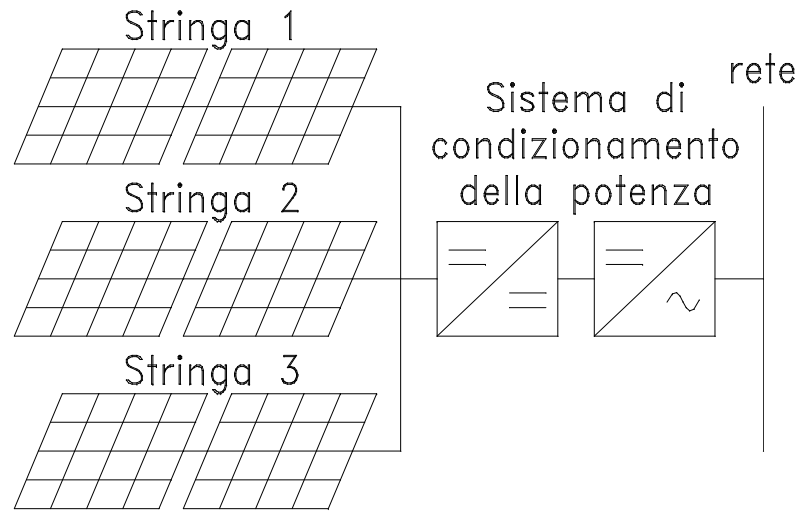 Stringa 1
Stringa 2
Stringa 3
Sistema di
condizionamento
della potenza
rete